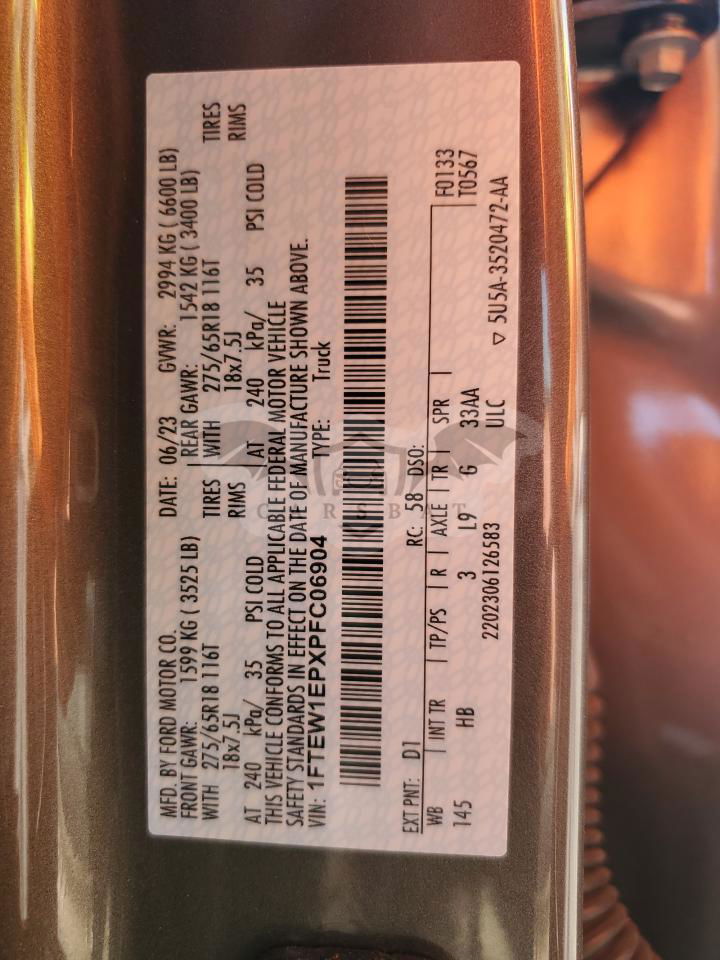 MFD. BY FORD MOTOR CO. DATE: 06/23 GVWR: 2994 KG ( 6600 LB)
FRONT GAWR: 1599 KG ( 3525 LB) REAR GAWR: 1542 KG ( 3400 LB)
WITH 275/65R18 116T TIRES WITH 275/65R18 116T TIRES
18x7.5J RIMS 18x7.5J RIMS
AT 240 kPa/ 35 PSI COLD AT 240 kPa/ 35 PSI COLD
THIS VEHICLE CONFORMS TO ALL APPLICABLE FEDERAL MOTOR VEHICLE
SAFETY STANDARDS IN EFFECT ON THE DATE OF MANUFACTURE SHOWN ABOVE.
VIN: 1FTEW1EPXPFC06904 TYPE: Truck
EXT PNT: D1 RC: 58 DSO: F0133
WB INT TR TP/PS R AXLE TR SPR T0567
145 HB 3 L9 6 33AA
2202306126583 ULC ▽ 5U5A-3520472-AA
CARSBAT